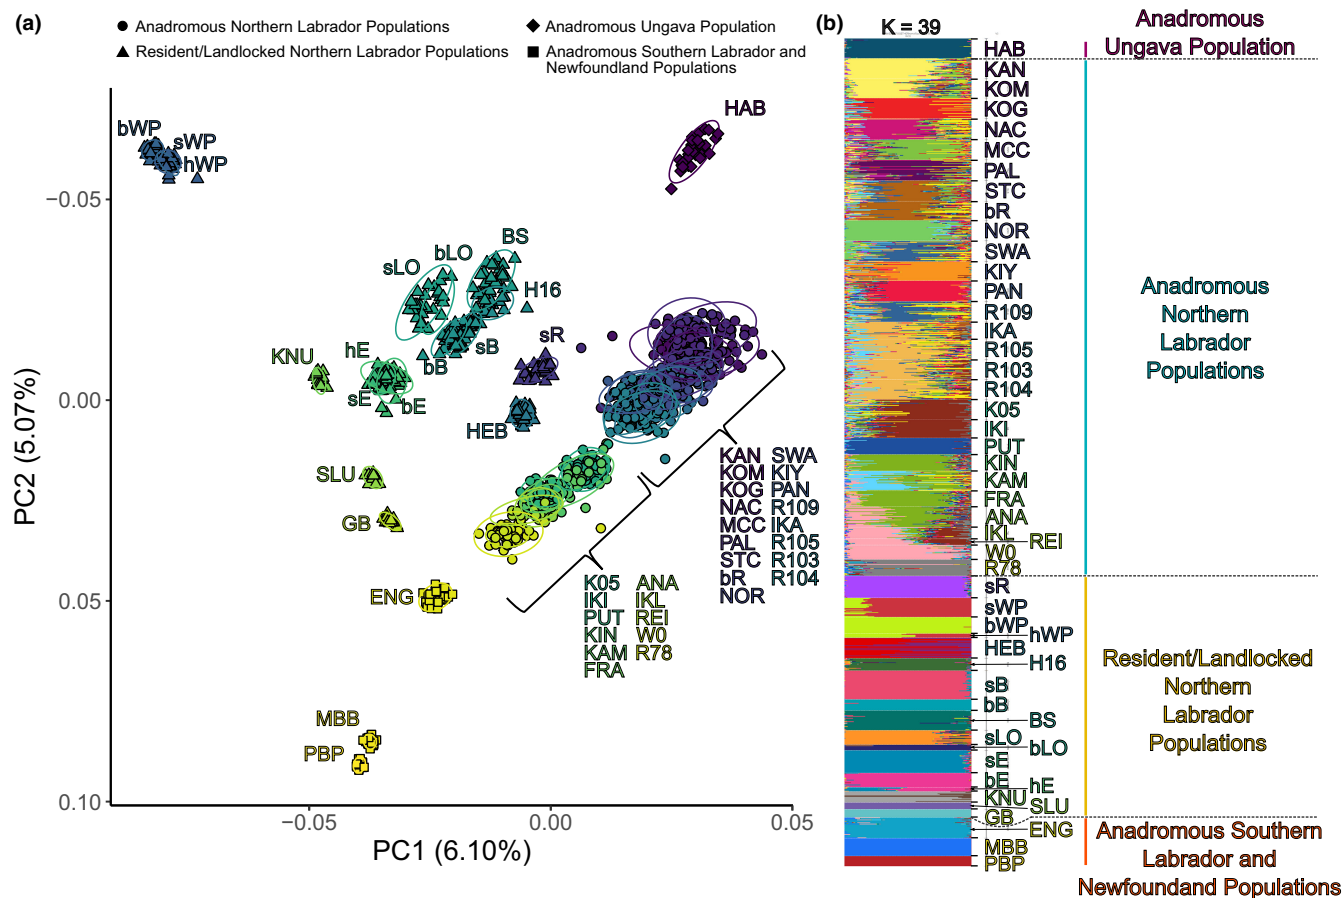 (a)
Anadromous Northern Labrador Populations
Resident/Landlocked Northern Labrador Populations
Anadromous Ungava Population
Anadromous Southern Labrador and
Newfoundland Populations
PC2 (5.07%)
−0.05
0.00
0.05
0.10
−0.05
0.00
0.05
PC1 (6.10%)
bWP
sWP
hWP
HAB
BS
bLO
sLO
H16
sR
sB
bB
KNU
hE
sE
bE
HEB
SLU
GB
ENG
MBB
PBP
KAN SWA
KOM KIY
KOG PAN
NAC R109
MCC IKA
PAL R105
STC R103
bR R104
NOR
K05 ANA
IKI IKL
PUT REI
KIN W0
KAM R78
FRA
(b)
K = 39
HAB
KAN
KOM
KOG
NAC
MCC
PAL
STC
bR
NOR
SWA
KIY
PAN
R109
IKA
R105
R103
R104
K05
IKI
PUT
KIN
KAM
FRA
ANA
IKL
REI
W0
R78
sR
sWP
bWP
hWP
HEB
H16
sB
bB
BS
sLO
bLO
sE
bE
hE
KNU
SLU
GB
ENG
MBB
PBP
Anadromous
Ungava Population
Anadromous
Northern
Labrador
Populations
Resident/Landlocked
Northern
Labrador
Populations
Anadromous Southern
Labrador and
Newfoundand Populations